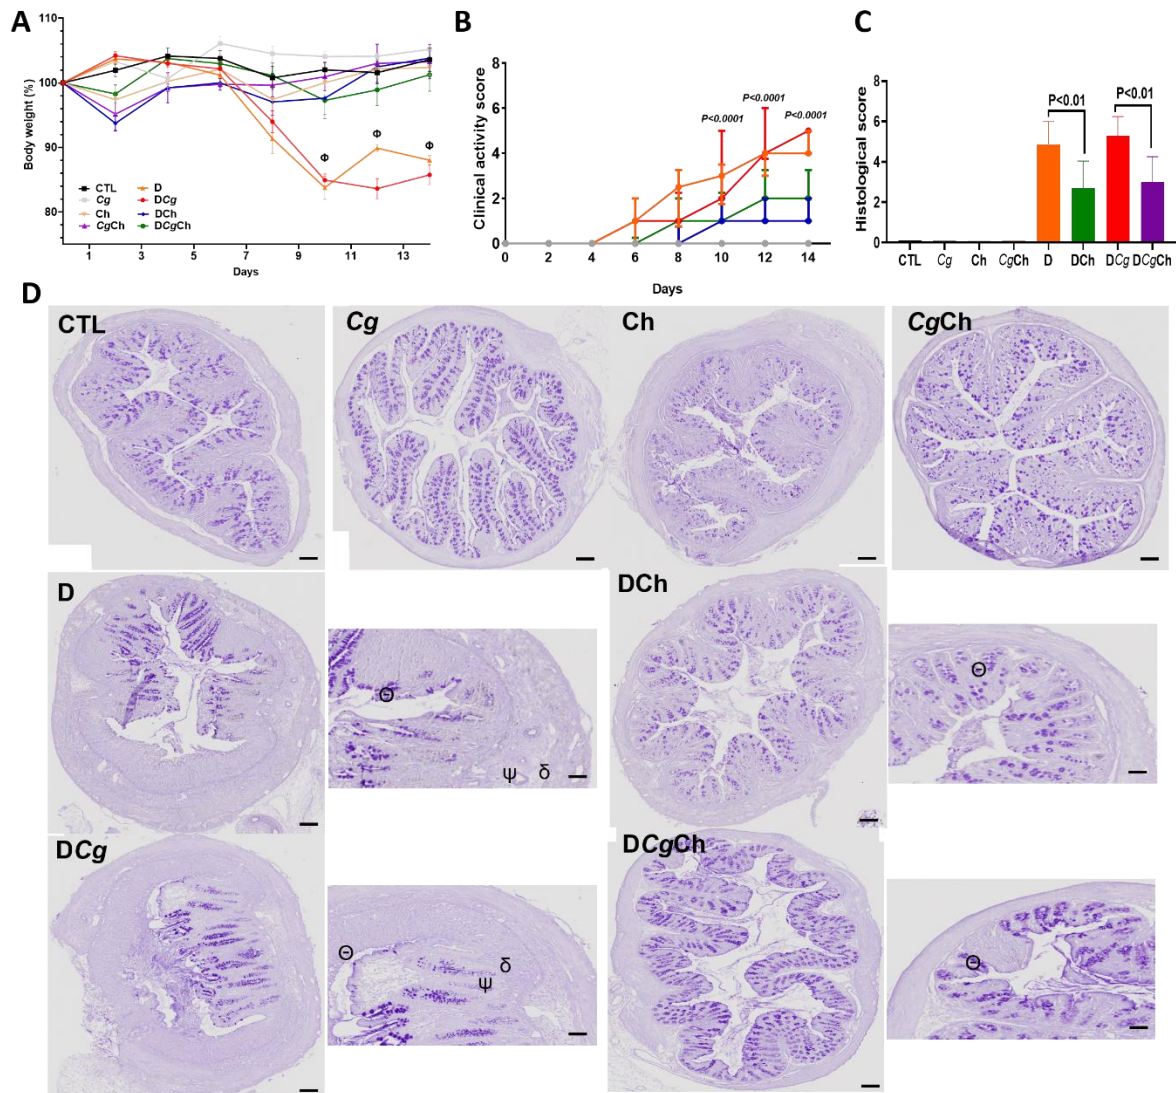 A
Body weight (%)
110
100
90
80
Φ
Φ
Φ
CTL
Cg
Ch
CgCh
D
DCg
DCh
DCgCh
1 3 5 7 9 11 13
Days
B
Clinical activity score
8
6
4
2
0
P<0.0001
P<0.0001
P<0.0001
0 2 4 6 8 10 12 14
Days
C
Histological score
8
6
4
2
0
P<0.01
P<0.01
CTL Cg Ch CgCh D DCh DCg DCgCh
D
CTL
Cg
Ch
CgCh
D
Θ
ψ δ
DCh
Θ
DCg
Θ
δ
ψ
DCgCh
Θ